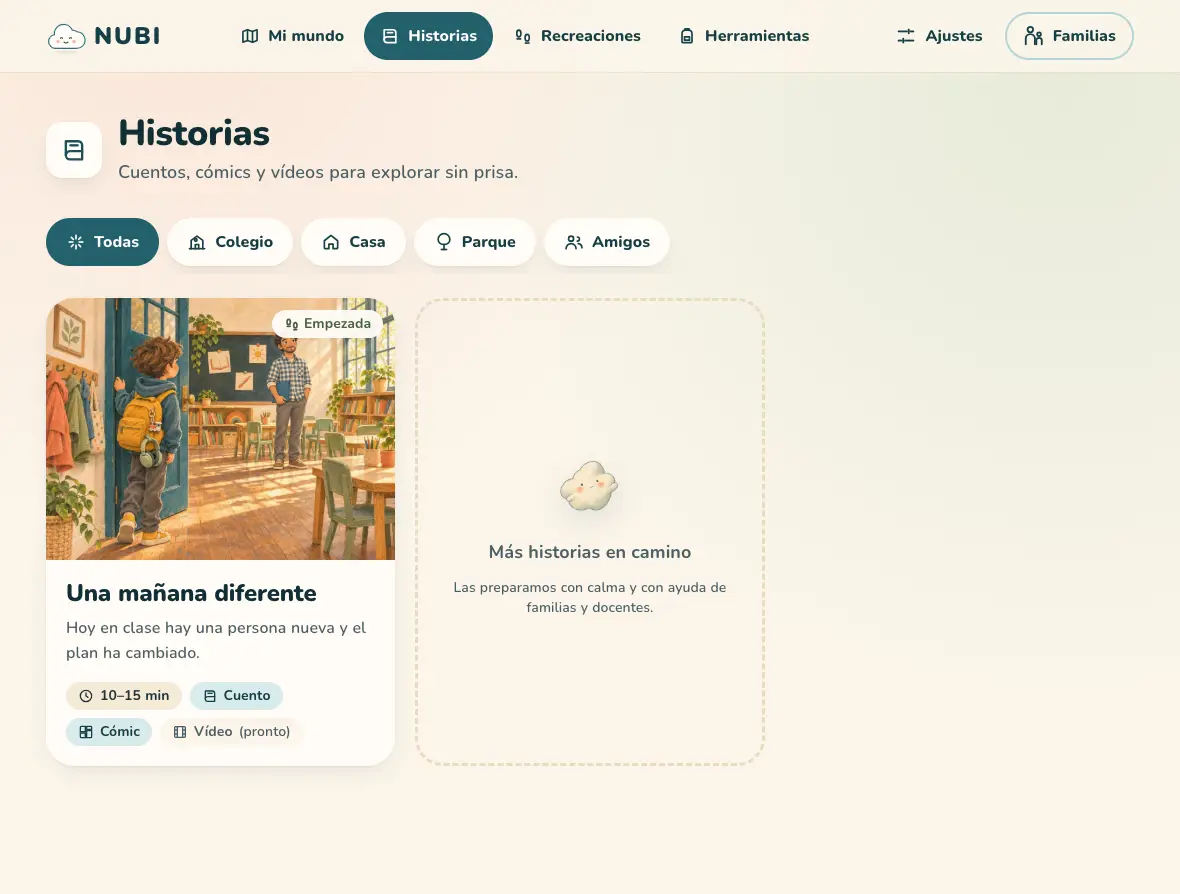 NUBI
Mi mundo
Historias
Recreaciones
Herramientas
Ajustes
Familias
Historias
Cuentos, cómics y vídeos para explorar sin prisa.
Todas
Colegio
Casa
Parque
Amigos
Empezada
Una mañana diferente
Hoy en clase hay una persona nueva y el
plan ha cambiado.
10–15 min
Cuento
Cómic
Vídeo (pronto)
Más historias en camino
Las preparamos con calma y con ayuda de
familias y docentes.